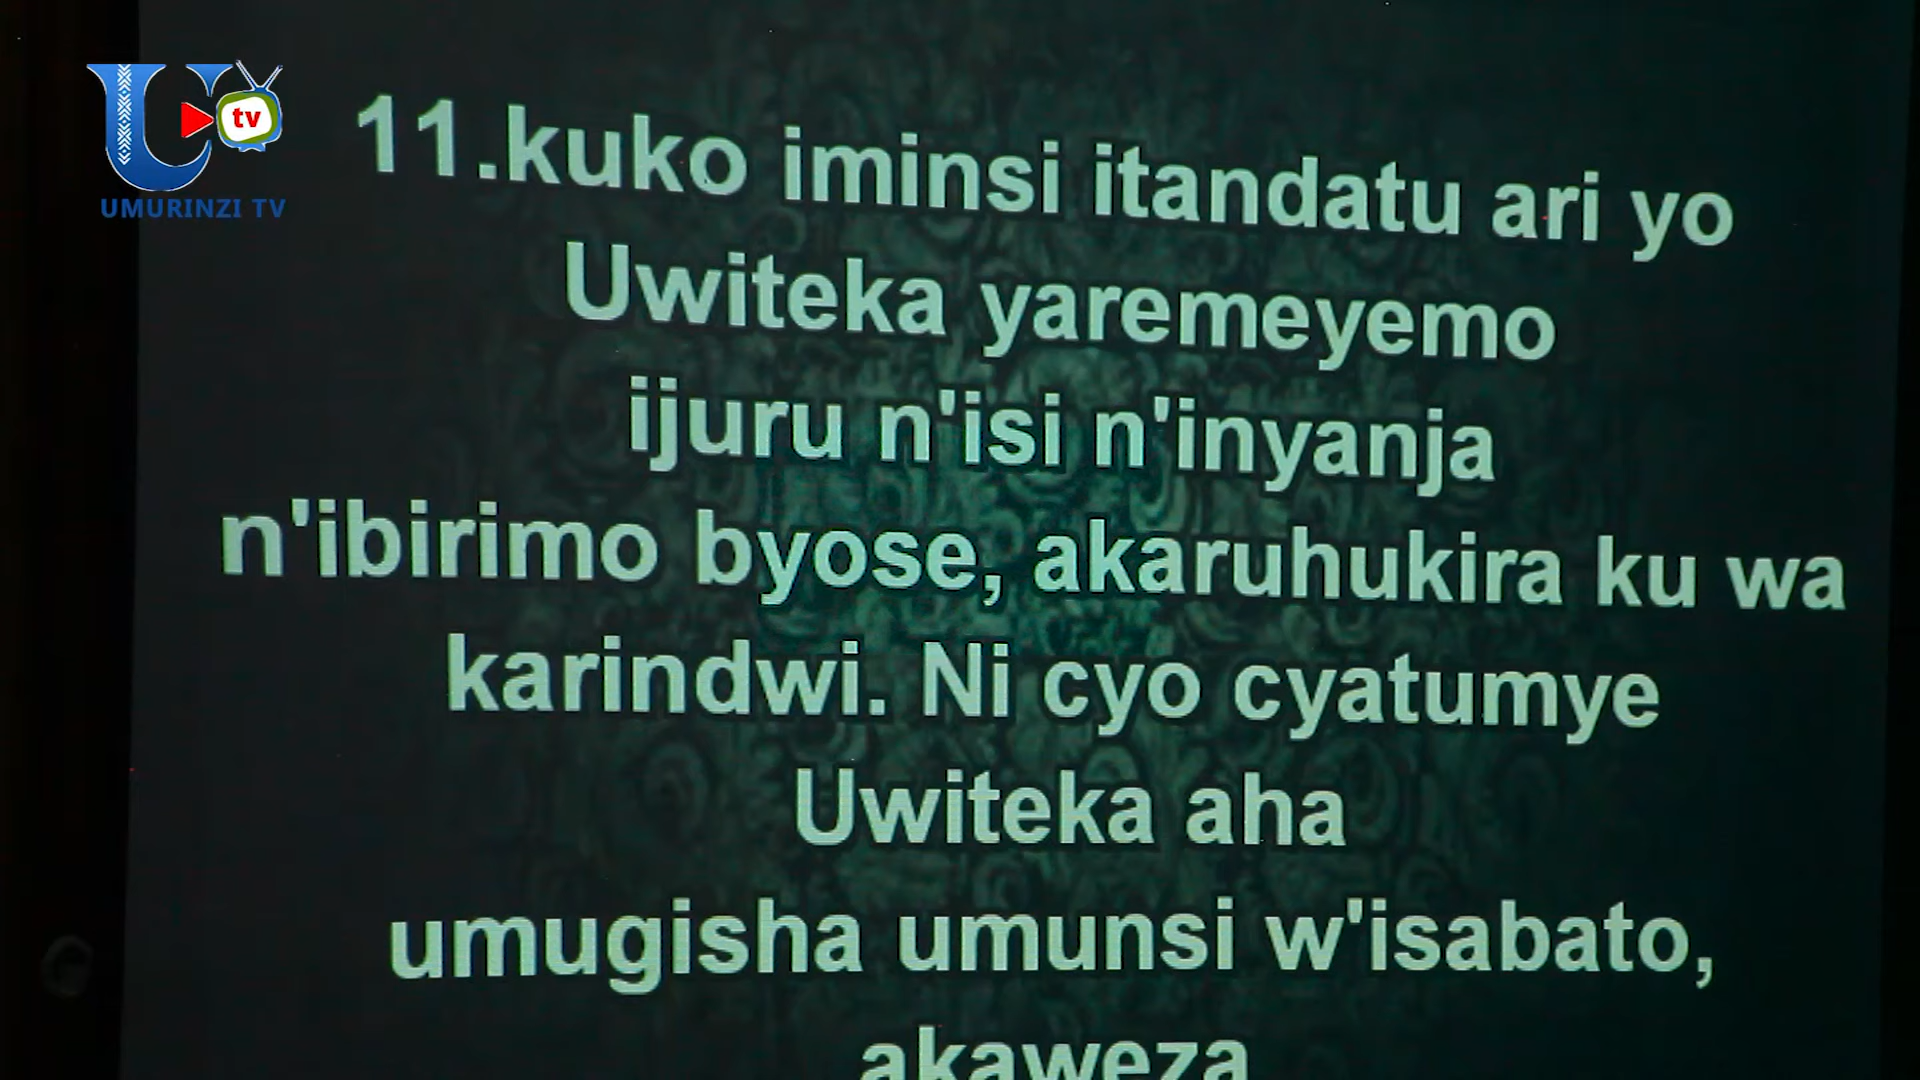 tv
UMURINZI TV
11.kuko iminsi itandatu ari yo
Uwiteka yaremeyemo
ijuru n'isi n'inyanja
n'ibirimo byose, akaruhukira ku wa
karindwi. Ni cyo cyatumye
Uwiteka aha
umugisha umunsi w'isabato,
akaweza